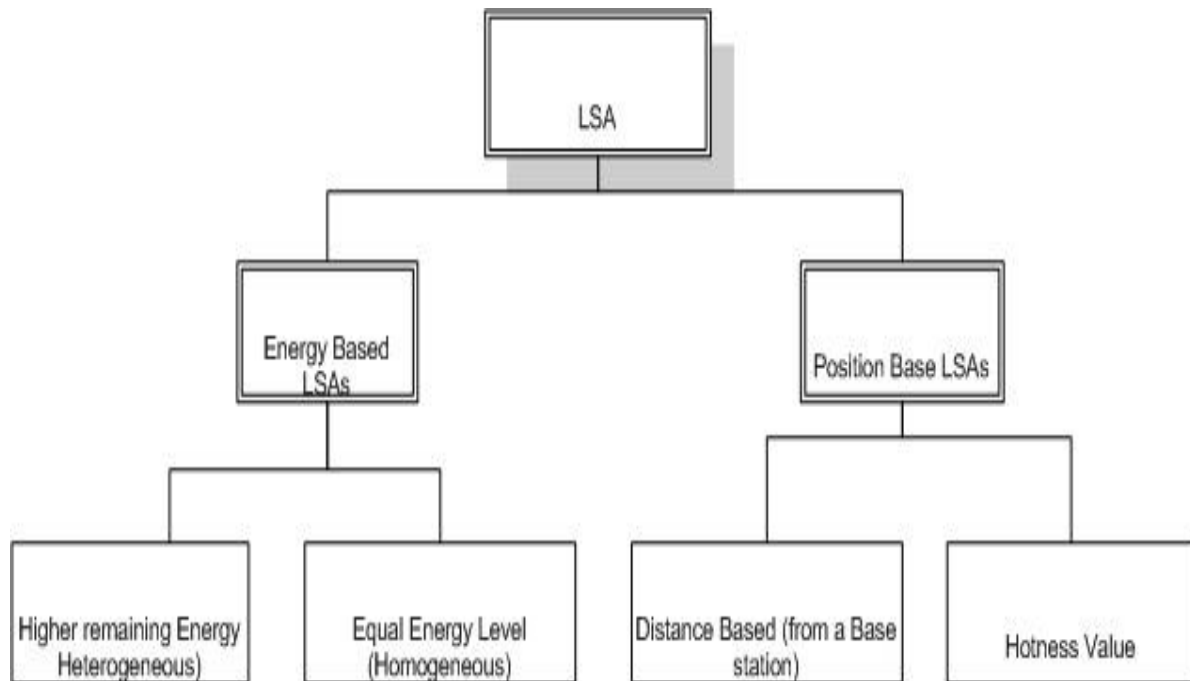 LSA
Energy Based
LSAs
Position Base LSAs
Higher remaining Energy
Heterogeneous)
Equal Energy Level
(Homogeneous)
Distance Based (from a Base
station)
Hotness Value